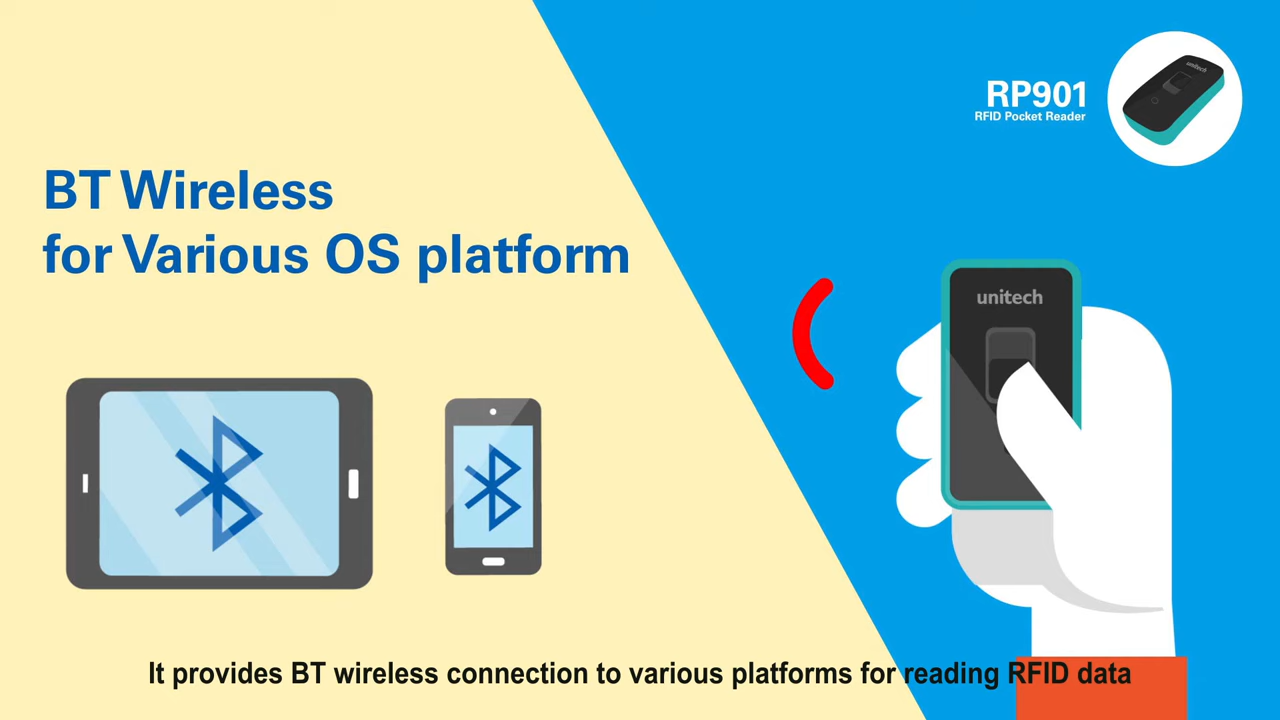 RP901
RFID Pocket Reader
unitech
BT Wireless
for Various OS platform
unitech
It provides BT wireless connection to various platforms for reading RFID data